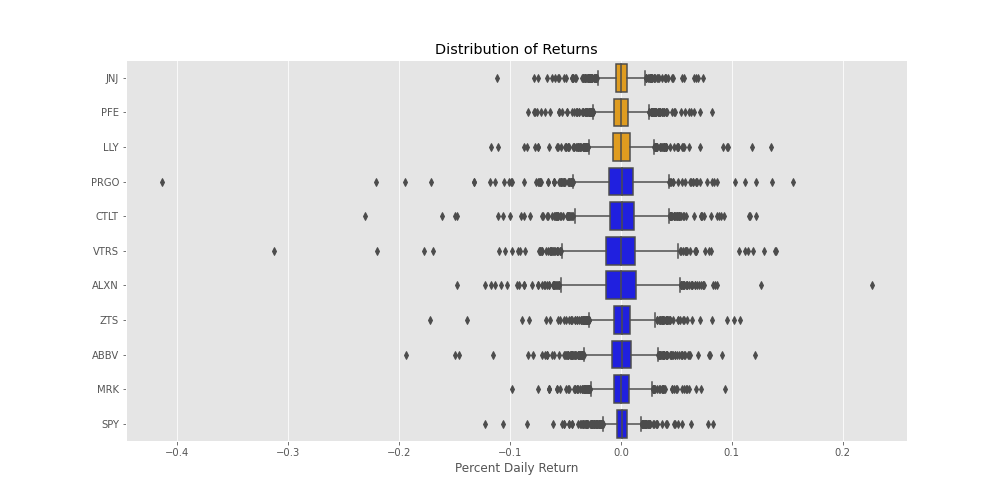 Distribution of Returns
JNJ
PFE
LLY
PRGO
CTLT
VTRS
ALXN
ZTS
ABBV
MRK
SPY
−0.4 −0.3 −0.2 −0.1 0.0 0.1 0.2
Percent Daily Return